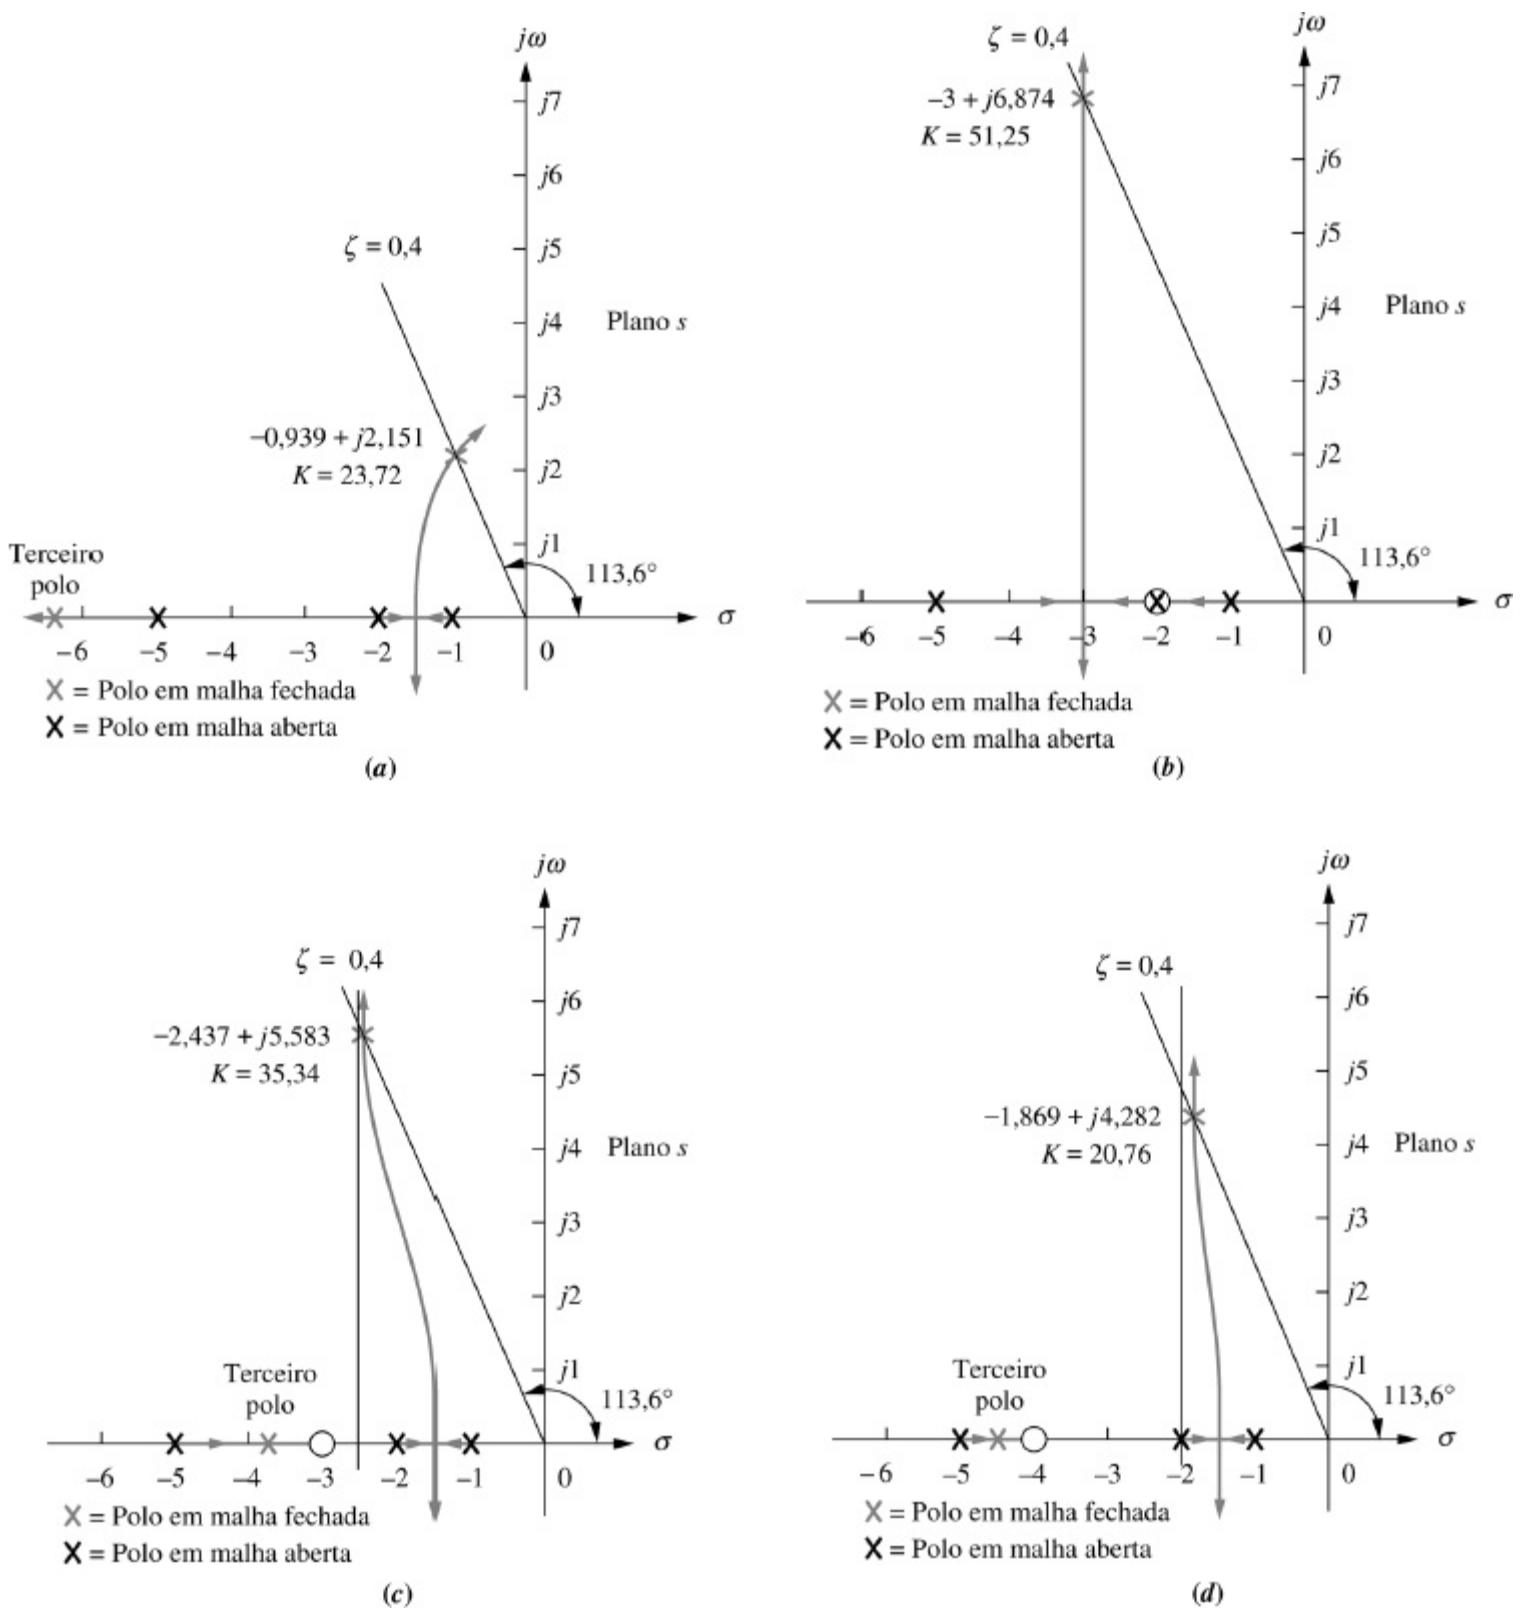 jω
j7
j6
j5
ζ = 0,4
j4
Plano s
j3
−0,939 + j2,151
K = 23,72
j2
j1
Terceiro
polo
113,6°
σ
−6 −5 −4 −3 −2 −1 0
X = Polo em malha fechada
X = Polo em malha aberta
(a)
jω
ζ = 0,4
−3 + j6,874
K = 51,25
j7
j6
j5
j4
Plano s
j3
j2
j1
113,6°
σ
−6 −5 −4 −3 −2 −1 0
X = Polo em malha fechada
X = Polo em malha aberta
(b)
jω
j7
ζ = 0,4
j6
−2,437 + j5,583
K = 35,34
j5
j4
Plano s
j3
j2
j1
Terceiro
polo
113,6°
σ
−6 −5 −4 −3 −2 −1 0
X = Polo em malha fechada
X = Polo em malha aberta
(c)
jω
j7
ζ = 0,4
j6
j5
−1,869 + j4,282
K = 20,76
j4
Plano s
j3
j2
j1
Terceiro
polo
113,6°
σ
−6 −5 −4 −3 −2 −1 0
X = Polo em malha fechada
X = Polo em malha aberta
(d)